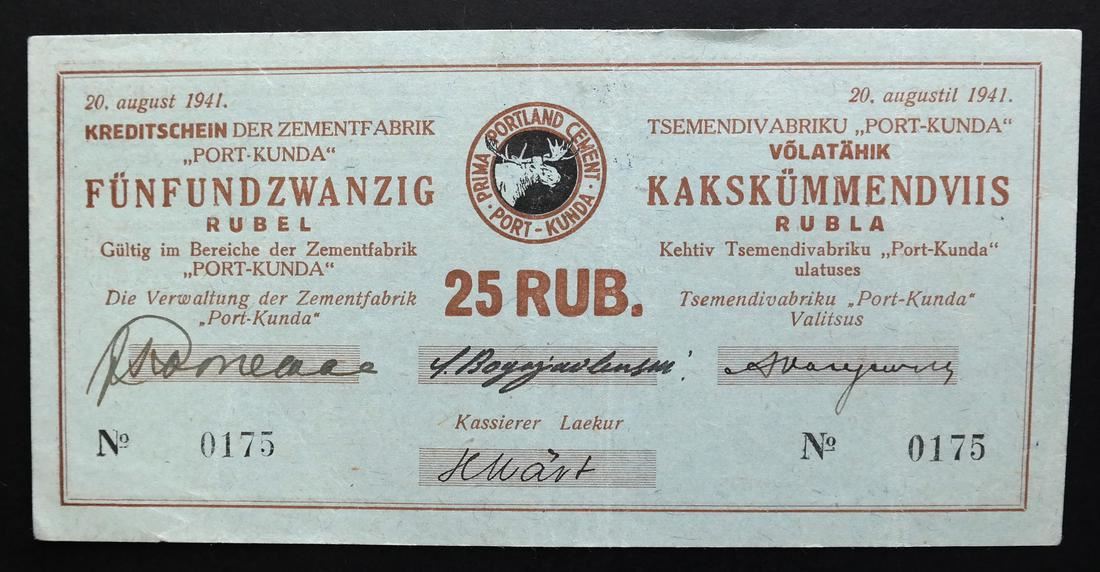 20. august 1941.
KREDITSCHEIN DER ZEMENTFABRIK
„PORT-KUNDA“
FÜNFUNDZWANZIG
RUBEL
Gültig im Bereiche der Zementfabrik
„PORT-KUNDA“
Die Verwaltung der Zementfabrik
„Port-Kunda“
PRIMA PORTLAND CEMENT
PORT-KUNDA
25 RUB.
20. augustil 1941.
TSEMENDIVABRIKU „PORT-KUNDA“
VÕLATÄHIK
KAKSKÜMMENDVIIS
RUBLA
Kehtiv Tsemendivabriku „Port-Kunda“
ulatuses
Tsemendivabriku „Port-Kunda“
Valitsus
Kassierer Laekur
№ 0175
№ 0175